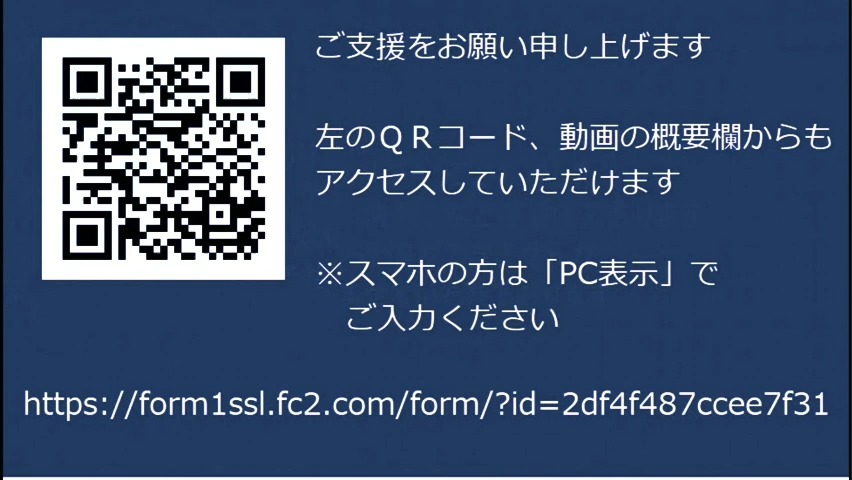 ご支援をお願い申し上げます
左のＱＲコード、動画の概要欄からも
アクセスしていただけます
※スマホの方は「PC表示」で
ご入力ください
https://form1ssl.fc2.com/form/?id=2df4f487ccee7f31